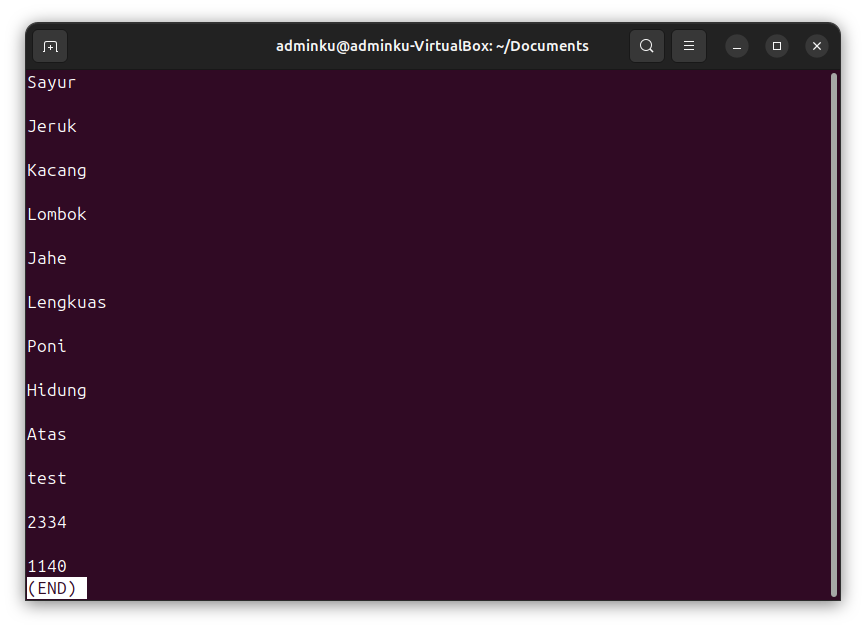 adminku@adminku-VirtualBox: ~/Documents
Sayur
Jeruk
Kacang
Lombok
Jahe
Lengkuas
Poni
Hidung
Atas
test
2334
1140
(END)